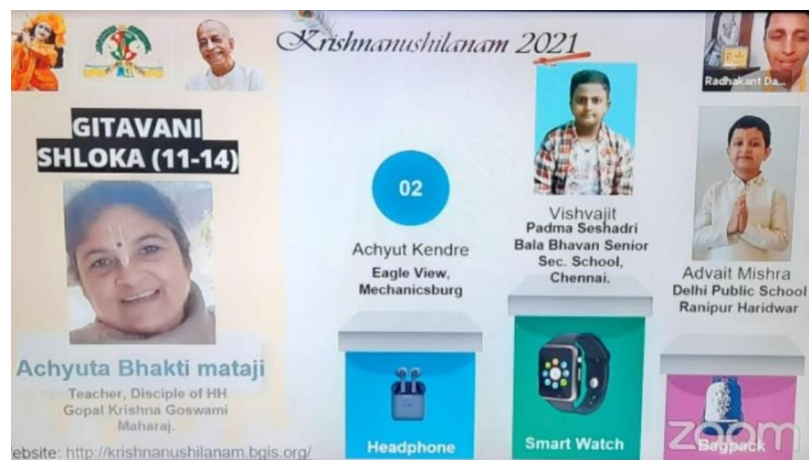 Krishnanushilanam 2021
Radhakant Da...
GITAVANI
SHLOKA (11-14)
Achyuta Bhakti mataji
Teacher, Disciple of HH
Gopal Krishna Goswami
Maharaj.
ebsite: http://krishnanushilanam.bgis.org/
02
Achyut Kendre
Eagle View,
Mechanicsburg
Headphone
Vishvajit
Padma Seshadri
Bala Bhavan Senior
Sec. School,
Chennai.
Smart Watch
Advait Mishra
Delhi Public School
Ranipur Haridwar
Bagpack
zoom